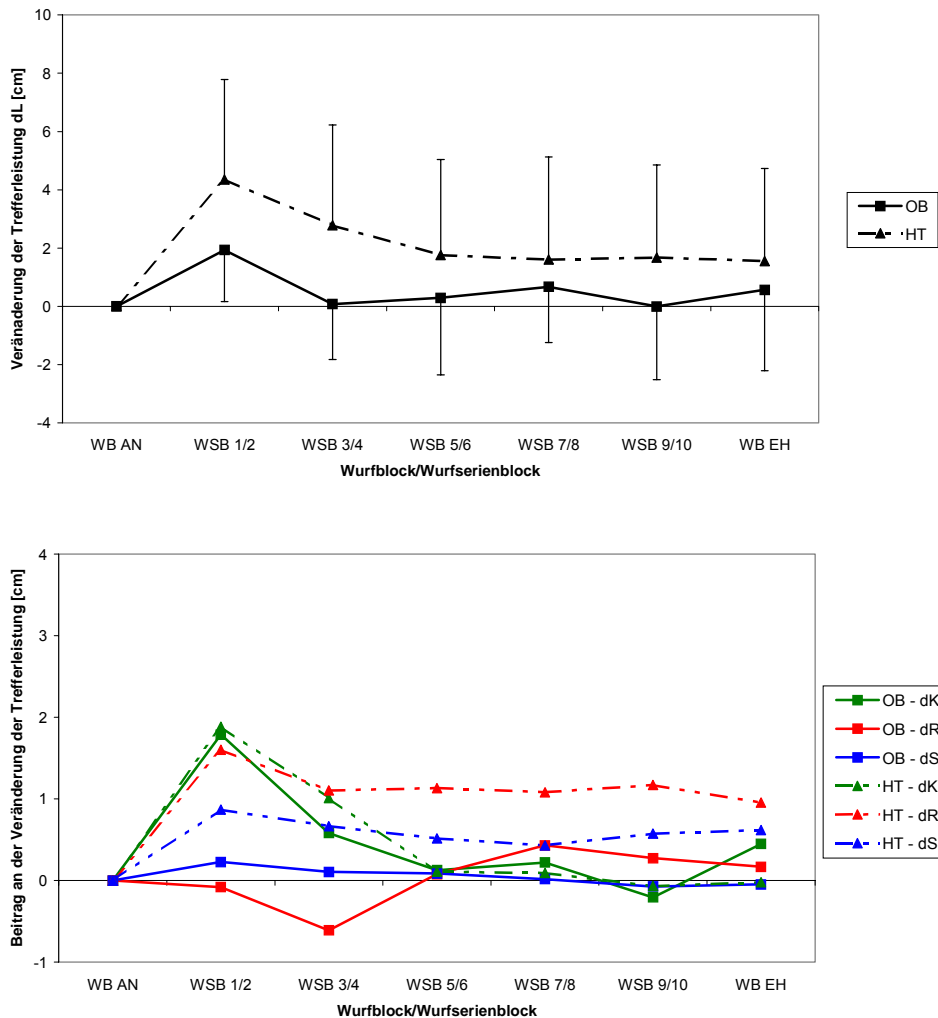 Veränaderung der Trefferleistung dL [cm]
10
8
6
4
2
0
-2
-4
WB AN WSB 1/2 WSB 3/4 WSB 5/6 WSB 7/8 WSB 9/10 WB EH
Wurfblock/Wurfserienblock
OB
HT
Beitrag an der Veränderung der Trefferleistung [cm]
4
3
2
1
0
-1
WB AN WSB 1/2 WSB 3/4 WSB 5/6 WSB 7/8 WSB 9/10 WB EH
Wurfblock/Wurfserienblock
OB - dK
OB - dR
OB - dS
HT - dK
HT - dR
HT - dS